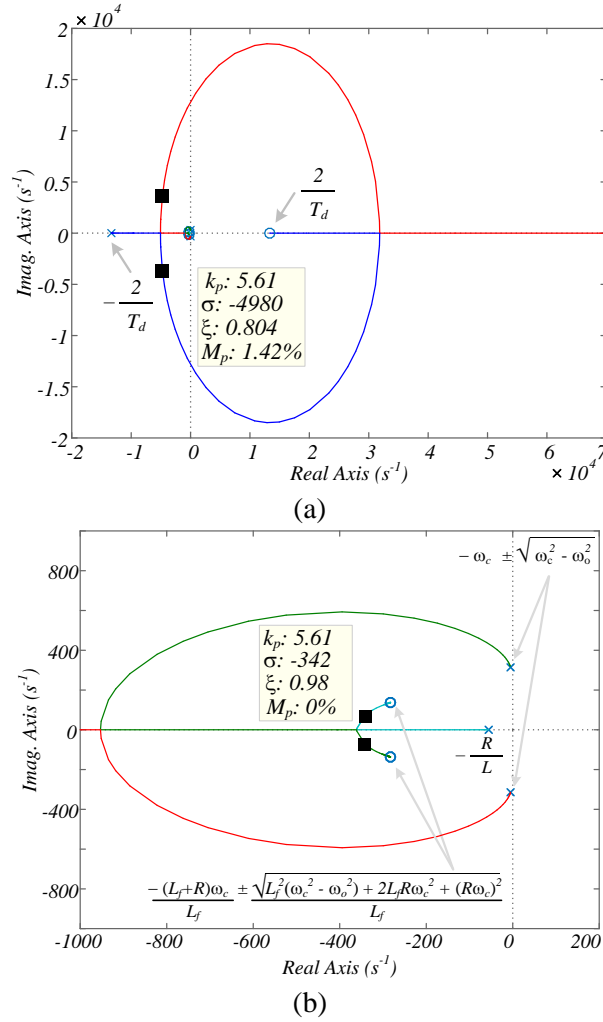 × 10⁴
2
1.5
1
0.5
0
-0.5
-1
-1.5
-2
Imag. Axis (s⁻¹)
2
T_d
− 2
T_d
k_p: 5.61
σ: -4980
ξ: 0.804
M_p: 1.42%
-2 -1 0 1 2 3 4 5 6 7
Real Axis (s⁻¹)
× 10⁴
(a)
800
400
0
-400
-800
Imag. Axis (s⁻¹)
− ω_c ± √ω_c² - ω_o²
k_p: 5.61
σ: -342
ξ: 0.98
M_p: 0%
− R
L
−(L_f+R)ω_c ± √L_f²(ω_c² - ω_o²) + 2L_fRω_c² + (Rω_c)²
L_f L_f
-1000 -800 -600 -400 -200 0 200
Real Axis (s⁻¹)
(b)